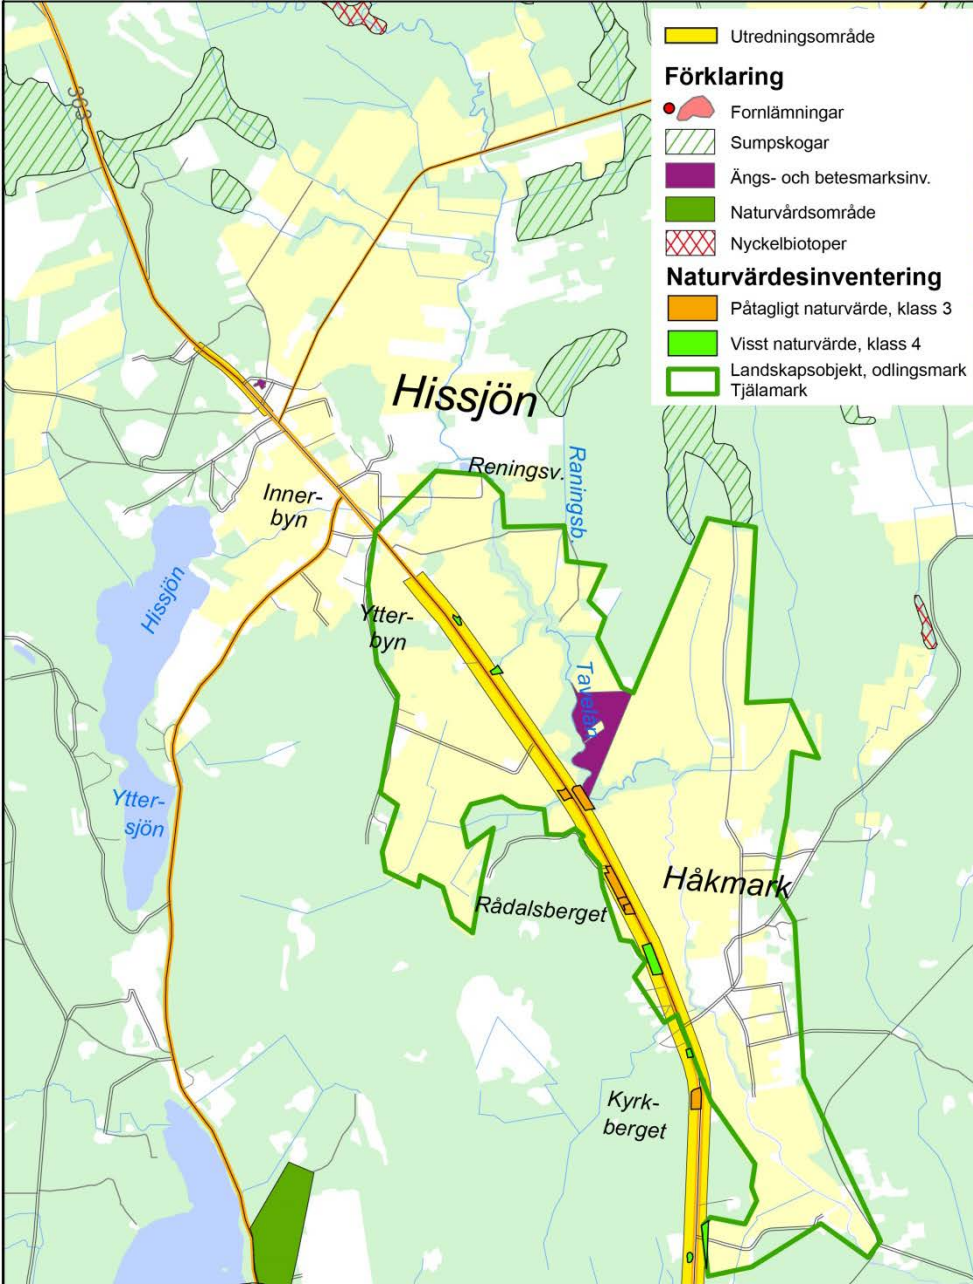 Utredningsområde
Förklaring
Fornlämningar
Sumpskogar
Ängs- och betesmarksinv.
Naturvårdsområde
Nyckelbiotoper
Naturvärdesinventering
Påtagligt naturvärde, klass 3
Visst naturvärde, klass 4
Landskapsobjekt, odlingsmark
Tjälamark
363
Hissjön
Reningsv.
Raningsb.
Inner-
byn
Hissjön
Ytter-
byn
Tavelån
Ytter-
sjön
Håkmark
Rådalsberget
Kyrk-
berget